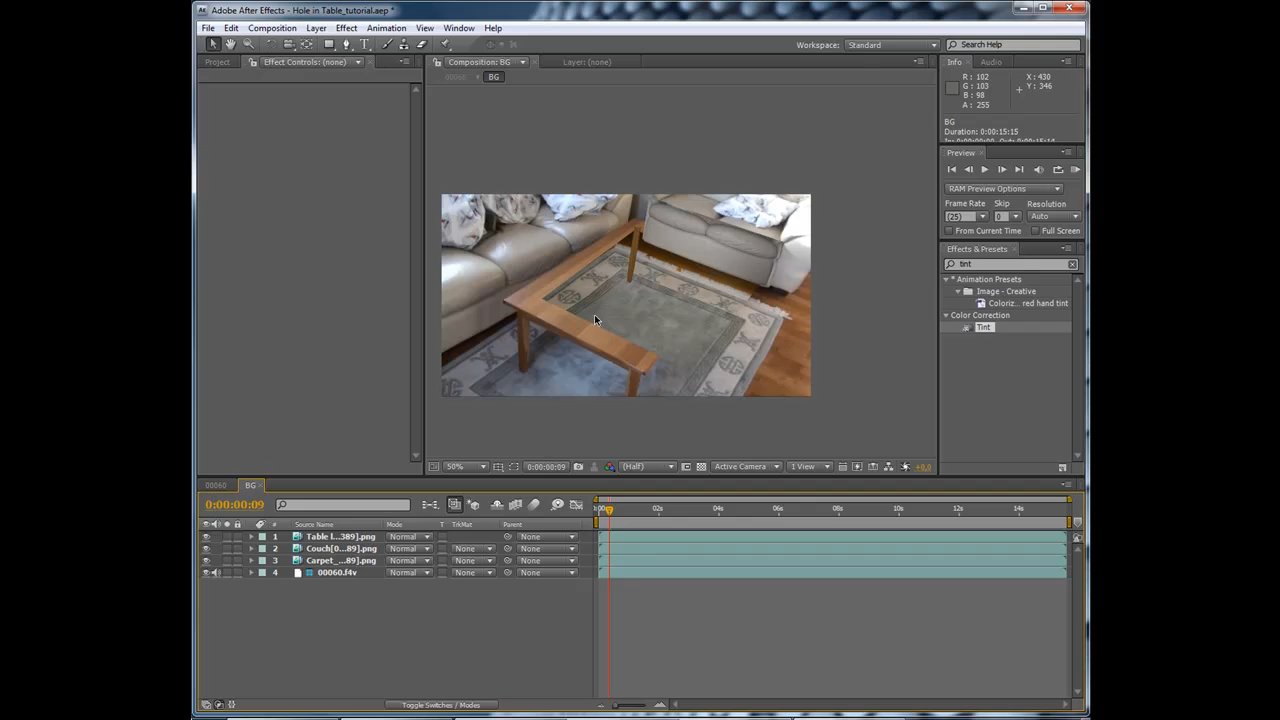 Adobe After Effects - Hole in Table_tutorial.aep *
File Edit Composition Layer Effect Animation View Window Help
Workspace: Standard Search Help
Project Effect Controls: (none) Composition: BG Layer: (none) Info Audio
00060 BG
R: 102 X: 430
G: 103 Y: 346
B: 98
A: 255
BG
Duration: 0:00:15:15
Preview
RAM Preview Options
Frame Rate Skip Resolution
(25) 0 Auto
From Current Time Full Screen
Effects & Presets
tint
* Animation Presets
Image - Creative
Coloriz... red hand tint
Color Correction
Tint
50% 0:00:00:09 (Half) Active Camera 1 View +0,0
00060 BG
0:00:00:09 02s 04s 06s 08s 10s 12s 14s
# Source Name Mode T TrkMat Parent
1 Table l...389].png Normal None
2 Couch[0...89].png Normal None None
3 Carpet_...89].png Normal None None
4 00060.f4v Normal None None
Toggle Switches / Modes